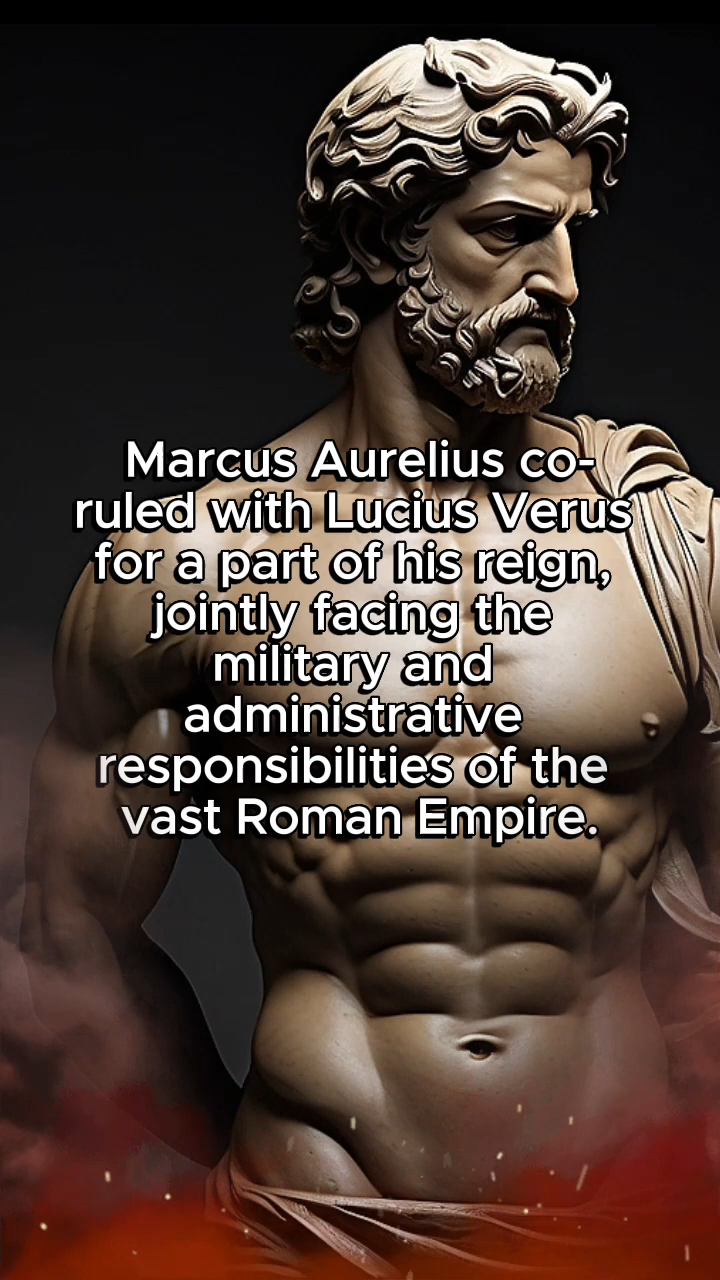 Marcus Aurelius co-
ruled with Lucius Verus
for a part of his reign,
jointly facing the
military and
administrative
responsibilities of the
vast Roman Empire.